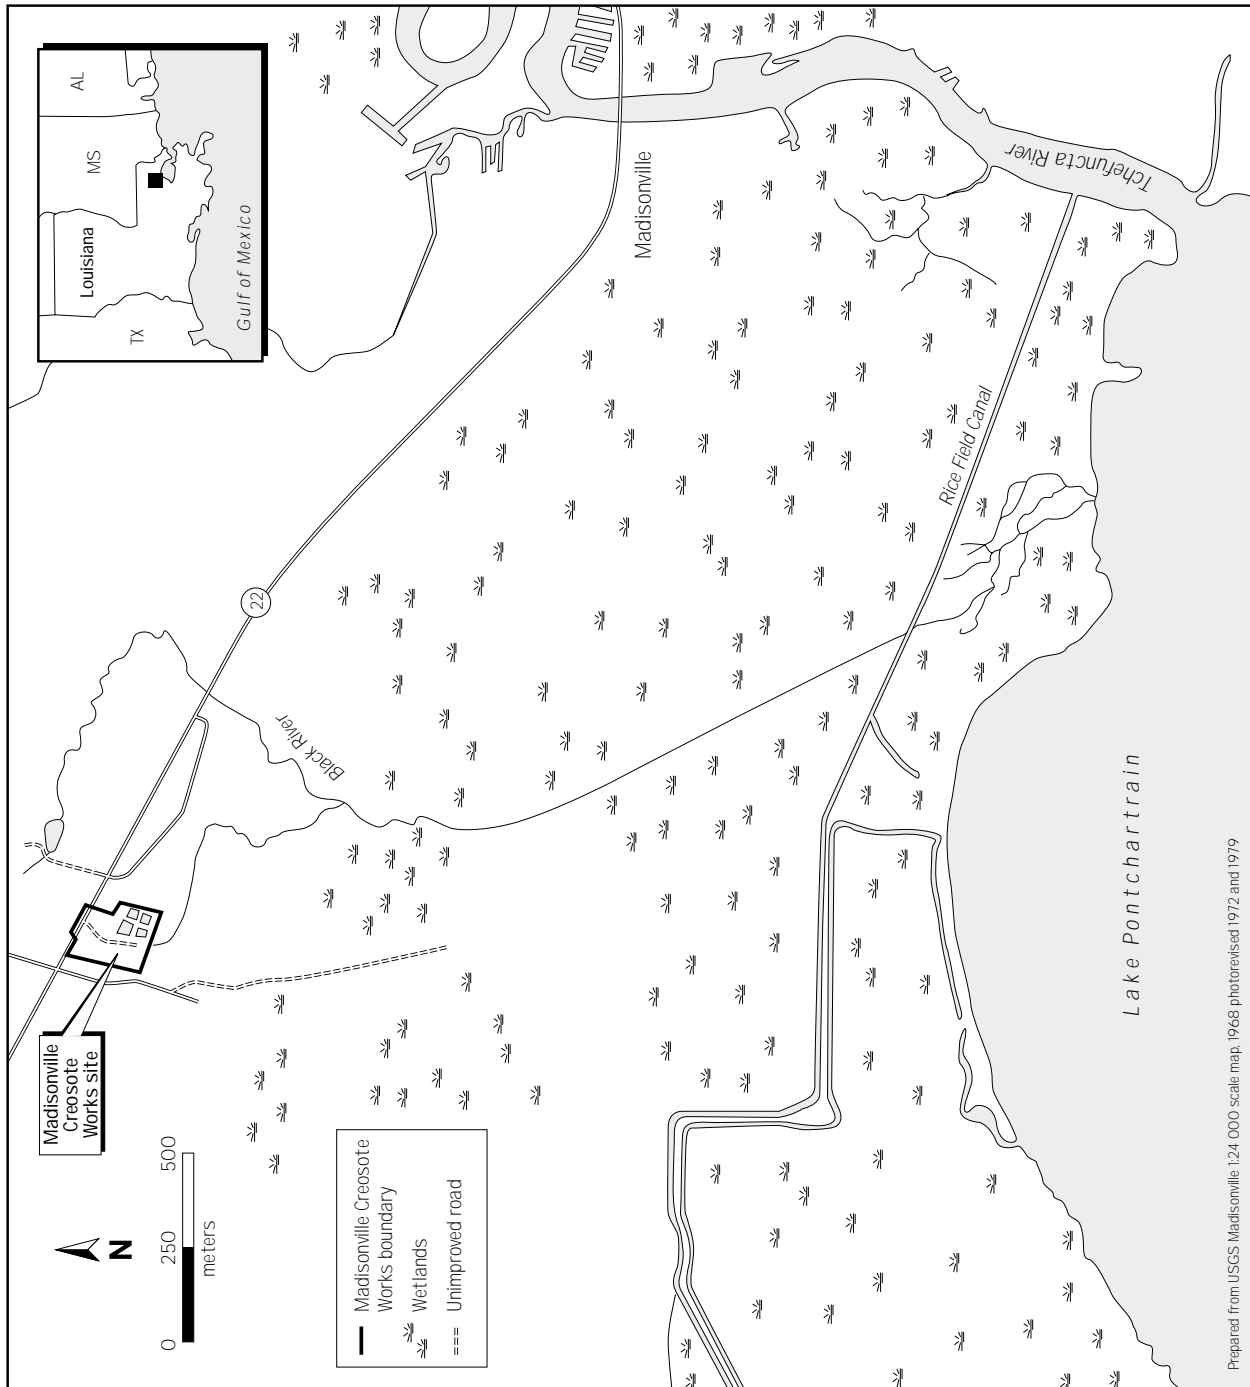 TX
Louisiana
MS
AL
Gulf of Mexico
Madisonville
Creosote
Works site
22
Black River
Madisonville
Tchefuncta River
Rice Field Canal
Lake Pontchartrain
N
0 250 500
meters
Madisonville Creosote
Works boundary
Wetlands
Unimproved road
Prepared from USGS Madisonville 1:24 000 scale map, 1968 photorevised 1972 and 1979